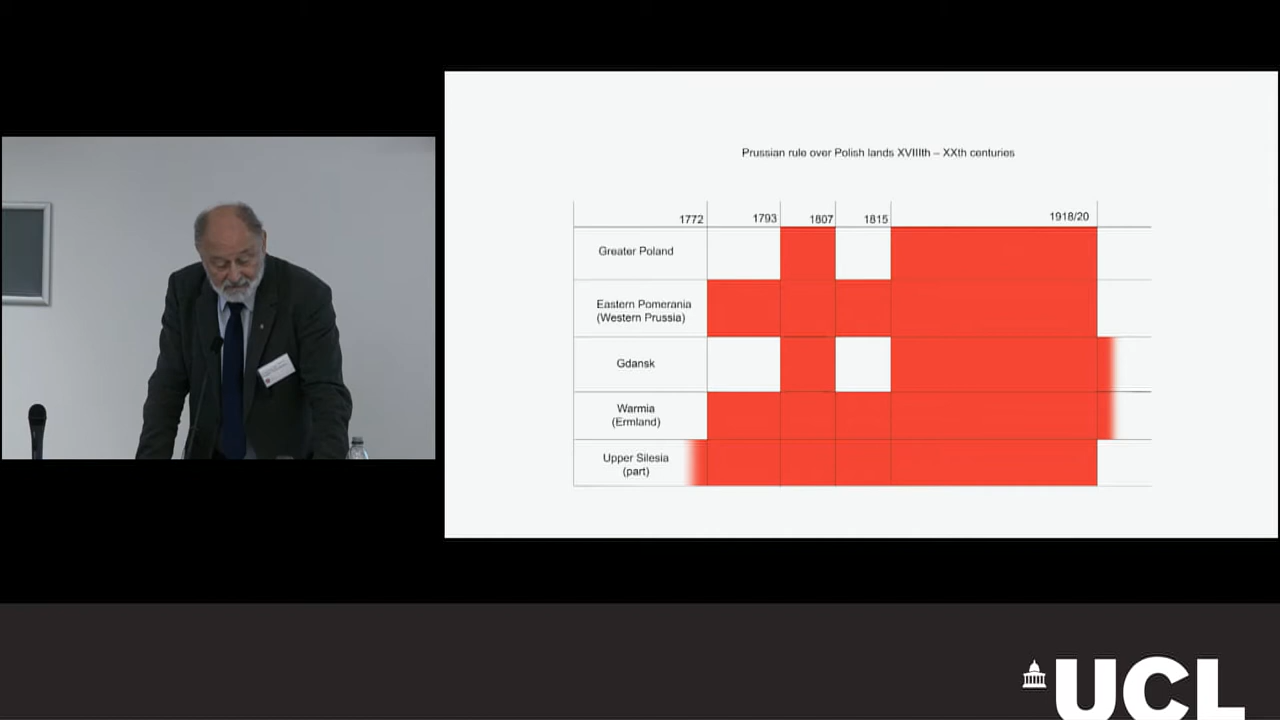 Prussian rule over Polish lands XVIIIth – XXth centuries
1772 1793 1807 1815 1918/20
Greater Poland
Eastern Pomerania
(Western Prussia)
Gdansk
Warmia
(Ermland)
Upper Silesia
(part)
UCL